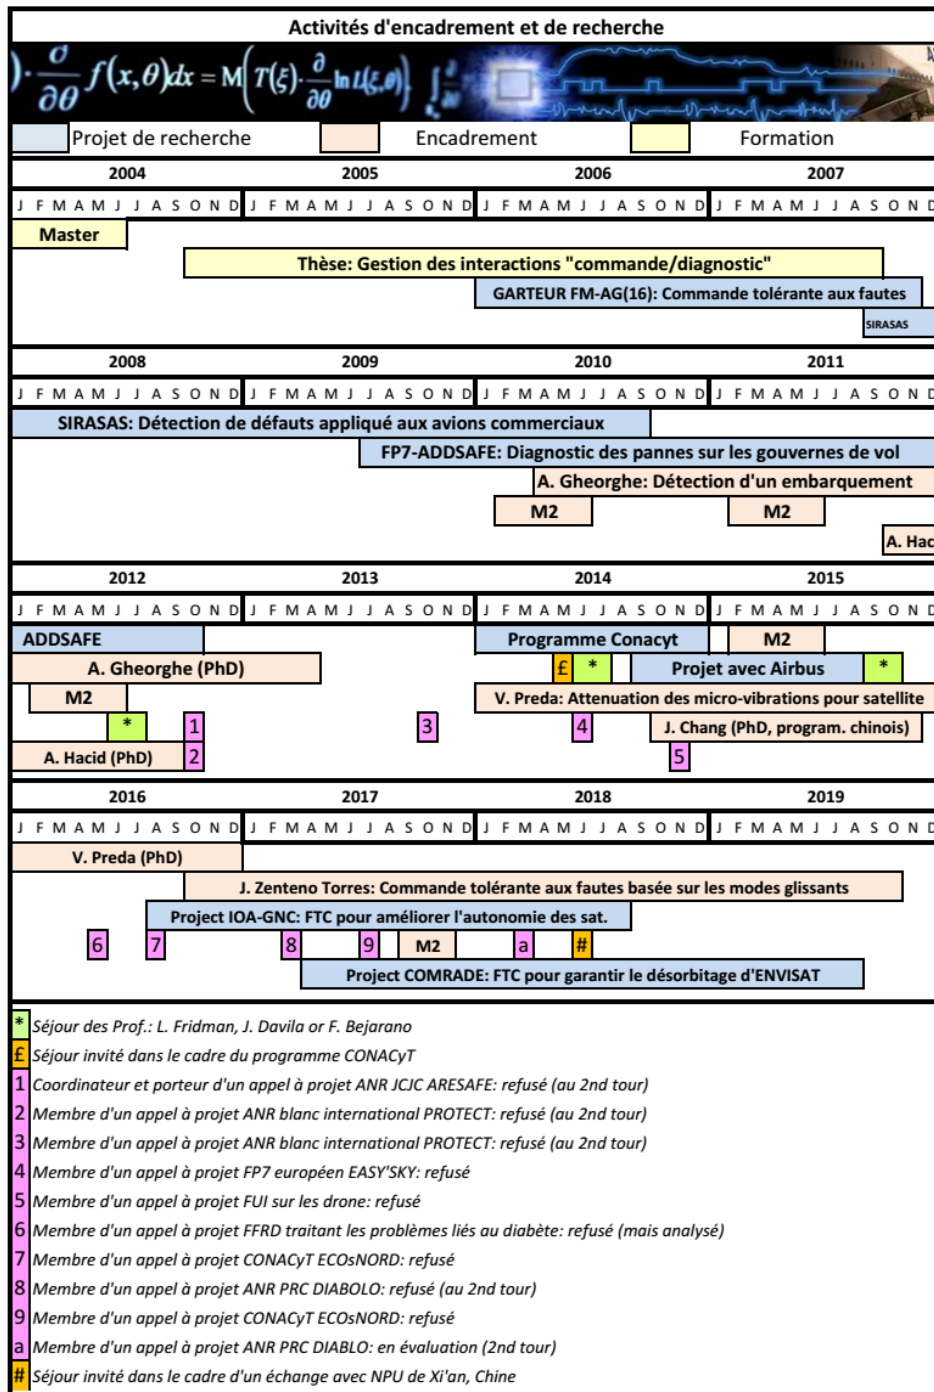 Activités d'encadrement et de recherche
) · ∂/∂θ f(x,θ)dx = M(T(ξ)·∂/∂θ ln L(ξ,θ)) ∫ ∂/∂θ
Projet de recherche Encadrement Formation
2004 2005 2006 2007
J F M A M J J A S O N D J F M A M J J A S O N D J F M A M J J A S O N D J F M A M J J A S O N D
Master
Thèse: Gestion des interactions "commande/diagnostic"
GARTEUR FM-AG(16): Commande tolérante aux fautes
SIRASAS
2008 2009 2010 2011
J F M A M J J A S O N D J F M A M J J A S O N D J F M A M J J A S O N D J F M A M J J A S O N D
SIRASAS: Détection de défauts appliqué aux avions commerciaux
FP7-ADDSAFE: Diagnostic des pannes sur les gouvernes de vol
A. Gheorghe: Détection d'un embarquement
M2 M2
A. Hac
2012 2013 2014 2015
J F M A M J J A S O N D J F M A M J J A S O N D J F M A M J J A S O N D J F M A M J J A S O N D
ADDSAFE Programme Conacyt M2
A. Gheorghe (PhD) £ * Projet avec Airbus *
M2 V. Preda: Attenuation des micro-vibrations pour satellite
* 1 3 4 J. Chang (PhD, program. chinois)
A. Hacid (PhD) 2 5
2016 2017 2018 2019
J F M A M J J A S O N D J F M A M J J A S O N D J F M A M J J A S O N D J F M A M J J A S O N D
V. Preda (PhD)
J. Zenteno Torres: Commande tolérante aux fautes basée sur les modes glissants
Project IOA-GNC: FTC pour améliorer l'autonomie des sat.
6 7 8 9 M2 a #
Project COMRADE: FTC pour garantir le désorbitage d'ENVISAT
* Séjour des Prof.: L. Fridman, J. Davila or F. Bejarano
£ Séjour invité dans le cadre du programme CONACyT
1 Coordinateur et porteur d'un appel à projet ANR JCJC ARESAFE: refusé (au 2nd tour)
2 Membre d'un appel à projet ANR blanc international PROTECT: refusé (au 2nd tour)
3 Membre d'un appel à projet ANR blanc international PROTECT: refusé (au 2nd tour)
4 Membre d'un appel à projet FP7 européen EASY'SKY: refusé
5 Membre d'un appel à projet FUI sur les drone: refusé
6 Membre d'un appel à projet FFRD traitant les problèmes liés au diabète: refusé (mais analysé)
7 Membre d'un appel à projet CONACyT ECOsNORD: refusé
8 Membre d'un appel à projet ANR PRC DIABOLO: refusé (au 2nd tour)
9 Membre d'un appel à projet CONACyT ECOsNORD: refusé
a Membre d'un appel à projet ANR PRC DIABLO: en évaluation (2nd tour)
# Séjour invité dans le cadre d'un échange avec NPU de Xi'an, Chine